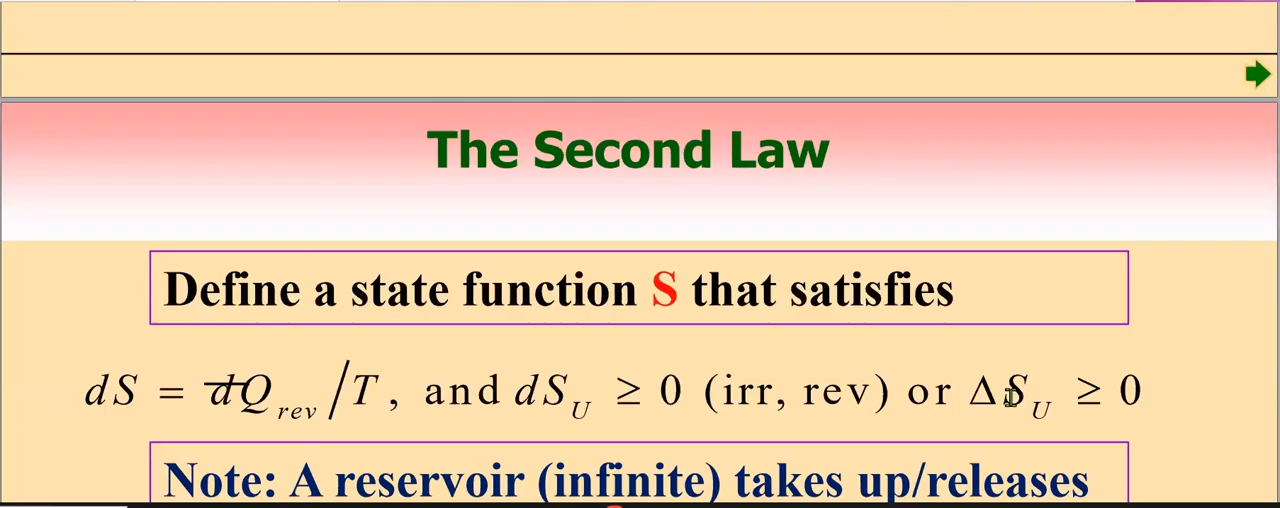 The Second Law
Define a state function S that satisfies
dS = đQ_rev / T , and dS_U ≥ 0 (irr, rev) or ΔS_U ≥ 0
Note: A reservoir (infinite) takes up/releases